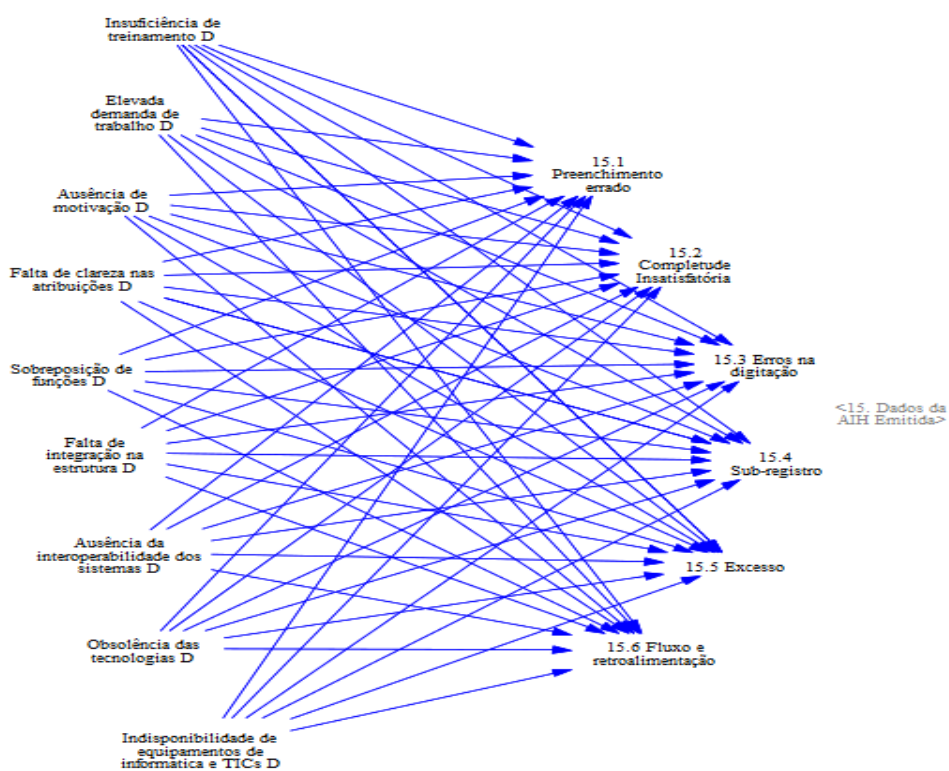 Insuficiência de
treinamento D
Elevada
demanda de
trabalho D
Ausência de
motivação D
Falta de clareza nas
atribuições D
Sobreposição de
funções D
Falta de
integração na
estrutura D
Ausência da
interoperabilidade dos
sistemas D
Obsolência das
tecnologias D
Indisponibilidade de
equipamentos de
informática e TICs D
15.1
Preenchimento
errado
15.2
Completude
Insatisfatória
15.3 Erros na
digitação
15.4
Sub-registro
15.5 Excesso
15.6 Fluxo e
retroalimentação
<15. Dados da
AIH Emitida>